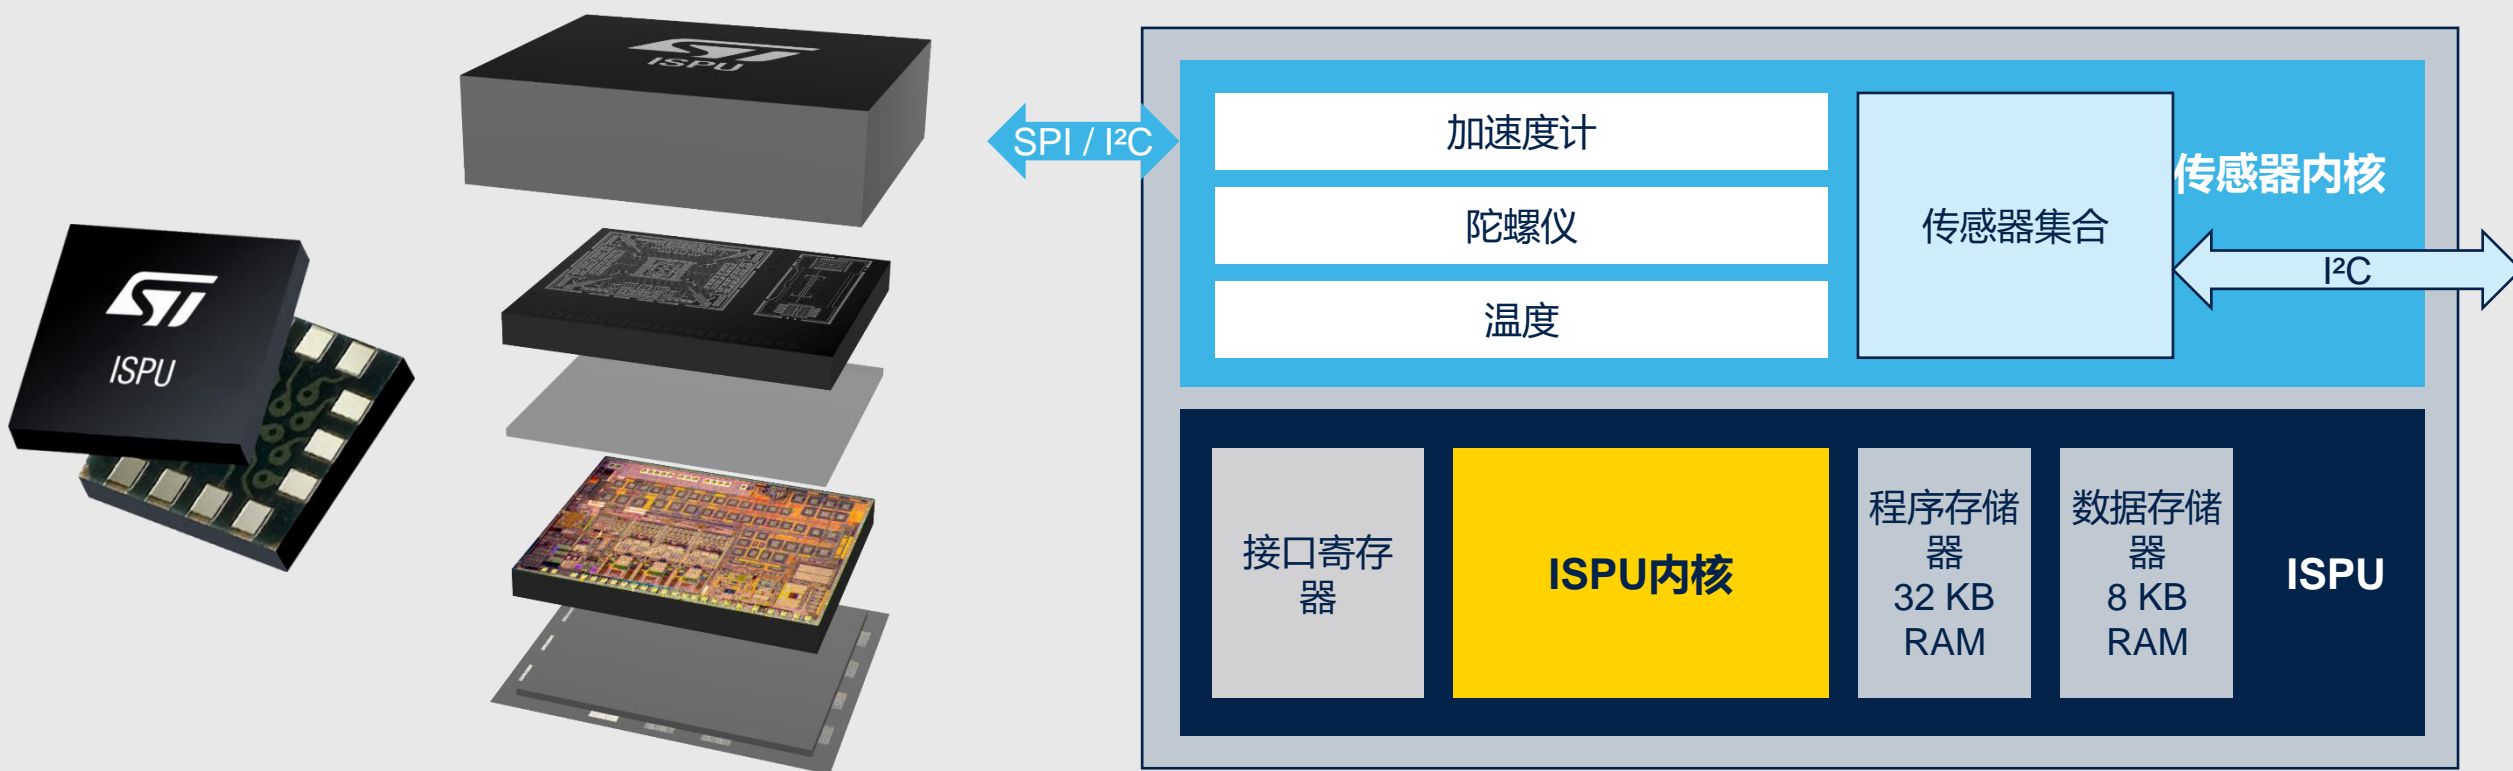 ST
ISPU
ST
ISPU
SPI / I²C
加速度计
陀螺仪
温度
传感器集合
传感器内核
I²C
接口寄存
器
ISPU内核
程序存储
器
32 KB
RAM
数据存储
器
8 KB
RAM
ISPU